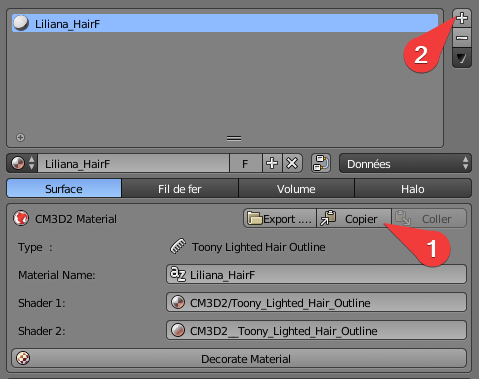 Liliana_HairF
2
Liliana_HairF F Données
Surface Fil de fer Volume Halo
CM3D2 Material Export .... Copier Coller
1
Type : Toony Lighted Hair Outline
Material Name: Liliana_HairF
Shader 1: CM3D2/Toony_Lighted_Hair_Outline
Shader 2: CM3D2__Toony_Lighted_Hair_Outline
Decorate Material